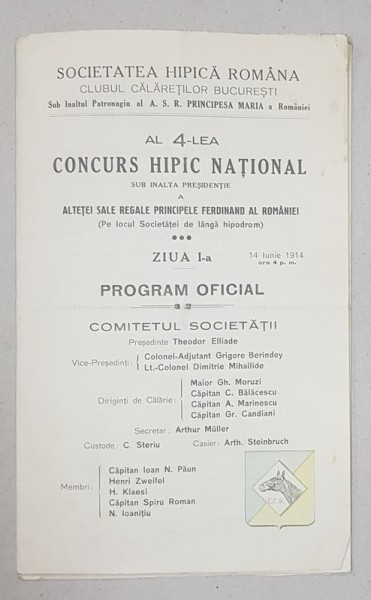 SOCIETATEA HIPICĂ ROMÂNA
CLUBUL CĂLĂREȚILOR BUCUREȘTI
Sub Inaltul Patronagiu al A. S. R. PRINCIPESA MARIA a României
AL 4-LEA
CONCURS HIPIC NAȚIONAL
SUB INALTA PREȘIDENȚIE
A
ALTEȚEI SALE REGALE PRINCIPELE FERDINAND AL ROMÂNIEI
(Pe locul Societăței de lângă hipodrom)
ZIUA I-a
14 Iunie 1914
ora 4 p. m.
PROGRAM OFICIAL
COMITETUL SOCIETĂȚII
Președinte Theodor Elliade
Vice-Președinți: Colonel-Adjutant Grigore Berindey
Lt.-Colonel Dimitrie Mihailide
Diriginți de Călărie: Maior Gh. Moruzi
Căpitan C. Bălăcescu
Căpitan A. Marinescu
Căpitan Gr. Candiani
Secretar: Arthur Müller
Custode: C. Steriu Casier: Arth. Steinbruch
Membri: Căpitan Ioan N. Păun
Henri Zweifel
H. Klaesi
Căpitan Spiru Roman
N. Ioanițiu